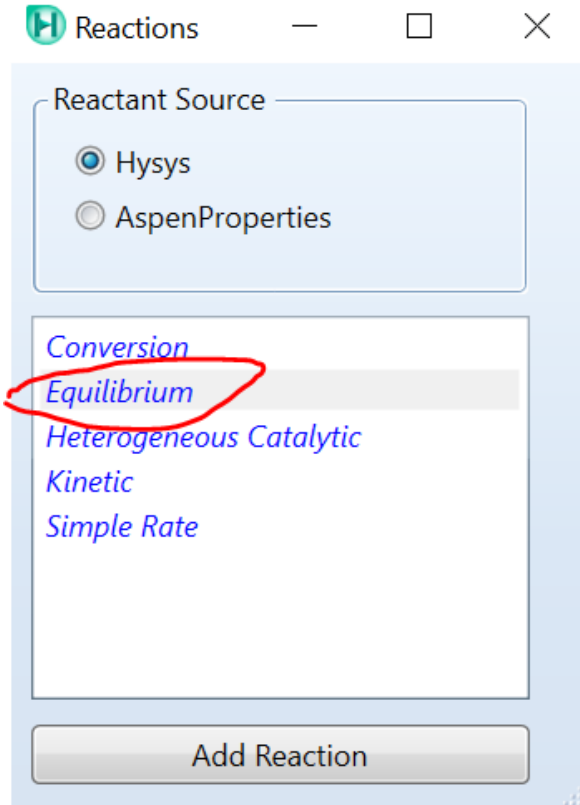 Reactions
Reactant Source
Hysys
AspenProperties
Conversion
Equilibrium
Heterogeneous Catalytic
Kinetic
Simple Rate
Add Reaction